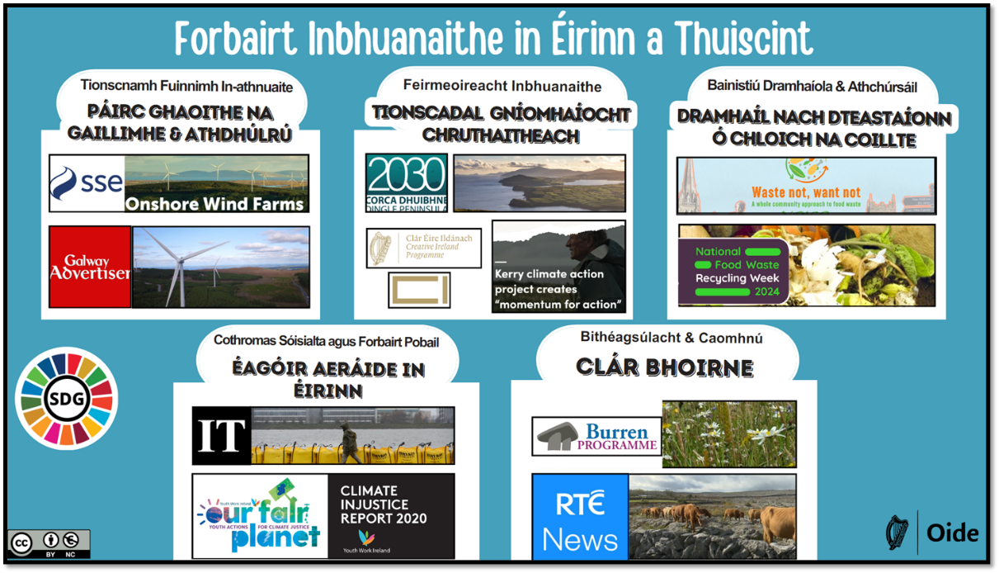 Forbairt Inbhuanaithe in Éirinn a Thuiscint
Tionscnamh Fuinnimh In-athnuaite
PÁIRC GHAOITHE NA
GAILLIMHE & ATHDHÚLRÚ
sse
Onshore Wind Farms
Galway
Advertiser
Feirmeoireacht Inbhuanaithe
TIONSCADAL GNÍOMHAÍOCHT
CHRUTHAITHEACH
2030
CORCA DHUIBHNE
DINGLE PENINSULA
Clár Éire Ildánach
Creative Ireland
Programme
Kerry climate action
project creates
"momentum for action"
Bainistiú Dramhaíola & Athchúrsáil
DRAMHAÍL NACH DTEASTAÍONN
Ó CHLOICH NA COILLTE
Waste not, want not
A whole community approach to food waste
National
Food Waste
Recycling Week
2024
SDG
Cothromas Sóisialta agus Forbairt Pobail
ÉAGÓIR AERÁIDE IN
ÉIRINN
IT
Youth Work Ireland
our fair
YOUTH ACTIONS FOR CLIMATE JUSTICE
planet
CLIMATE
INJUSTICE
REPORT 2020
Youth Work Ireland
Bithéagsúlacht & Caomhnú
CLÁR BHOIRNE
Burren
PROGRAMME
RTÉ
News
cc
BY NC
Oide